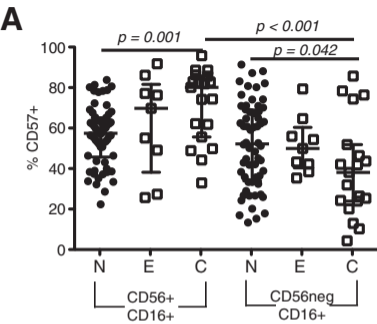 A
p < 0.001
p = 0.001
p = 0.042
% CD57+
100
80
60
40
20
0
N E C N E C
CD56+ CD56neg
CD16+ CD16+